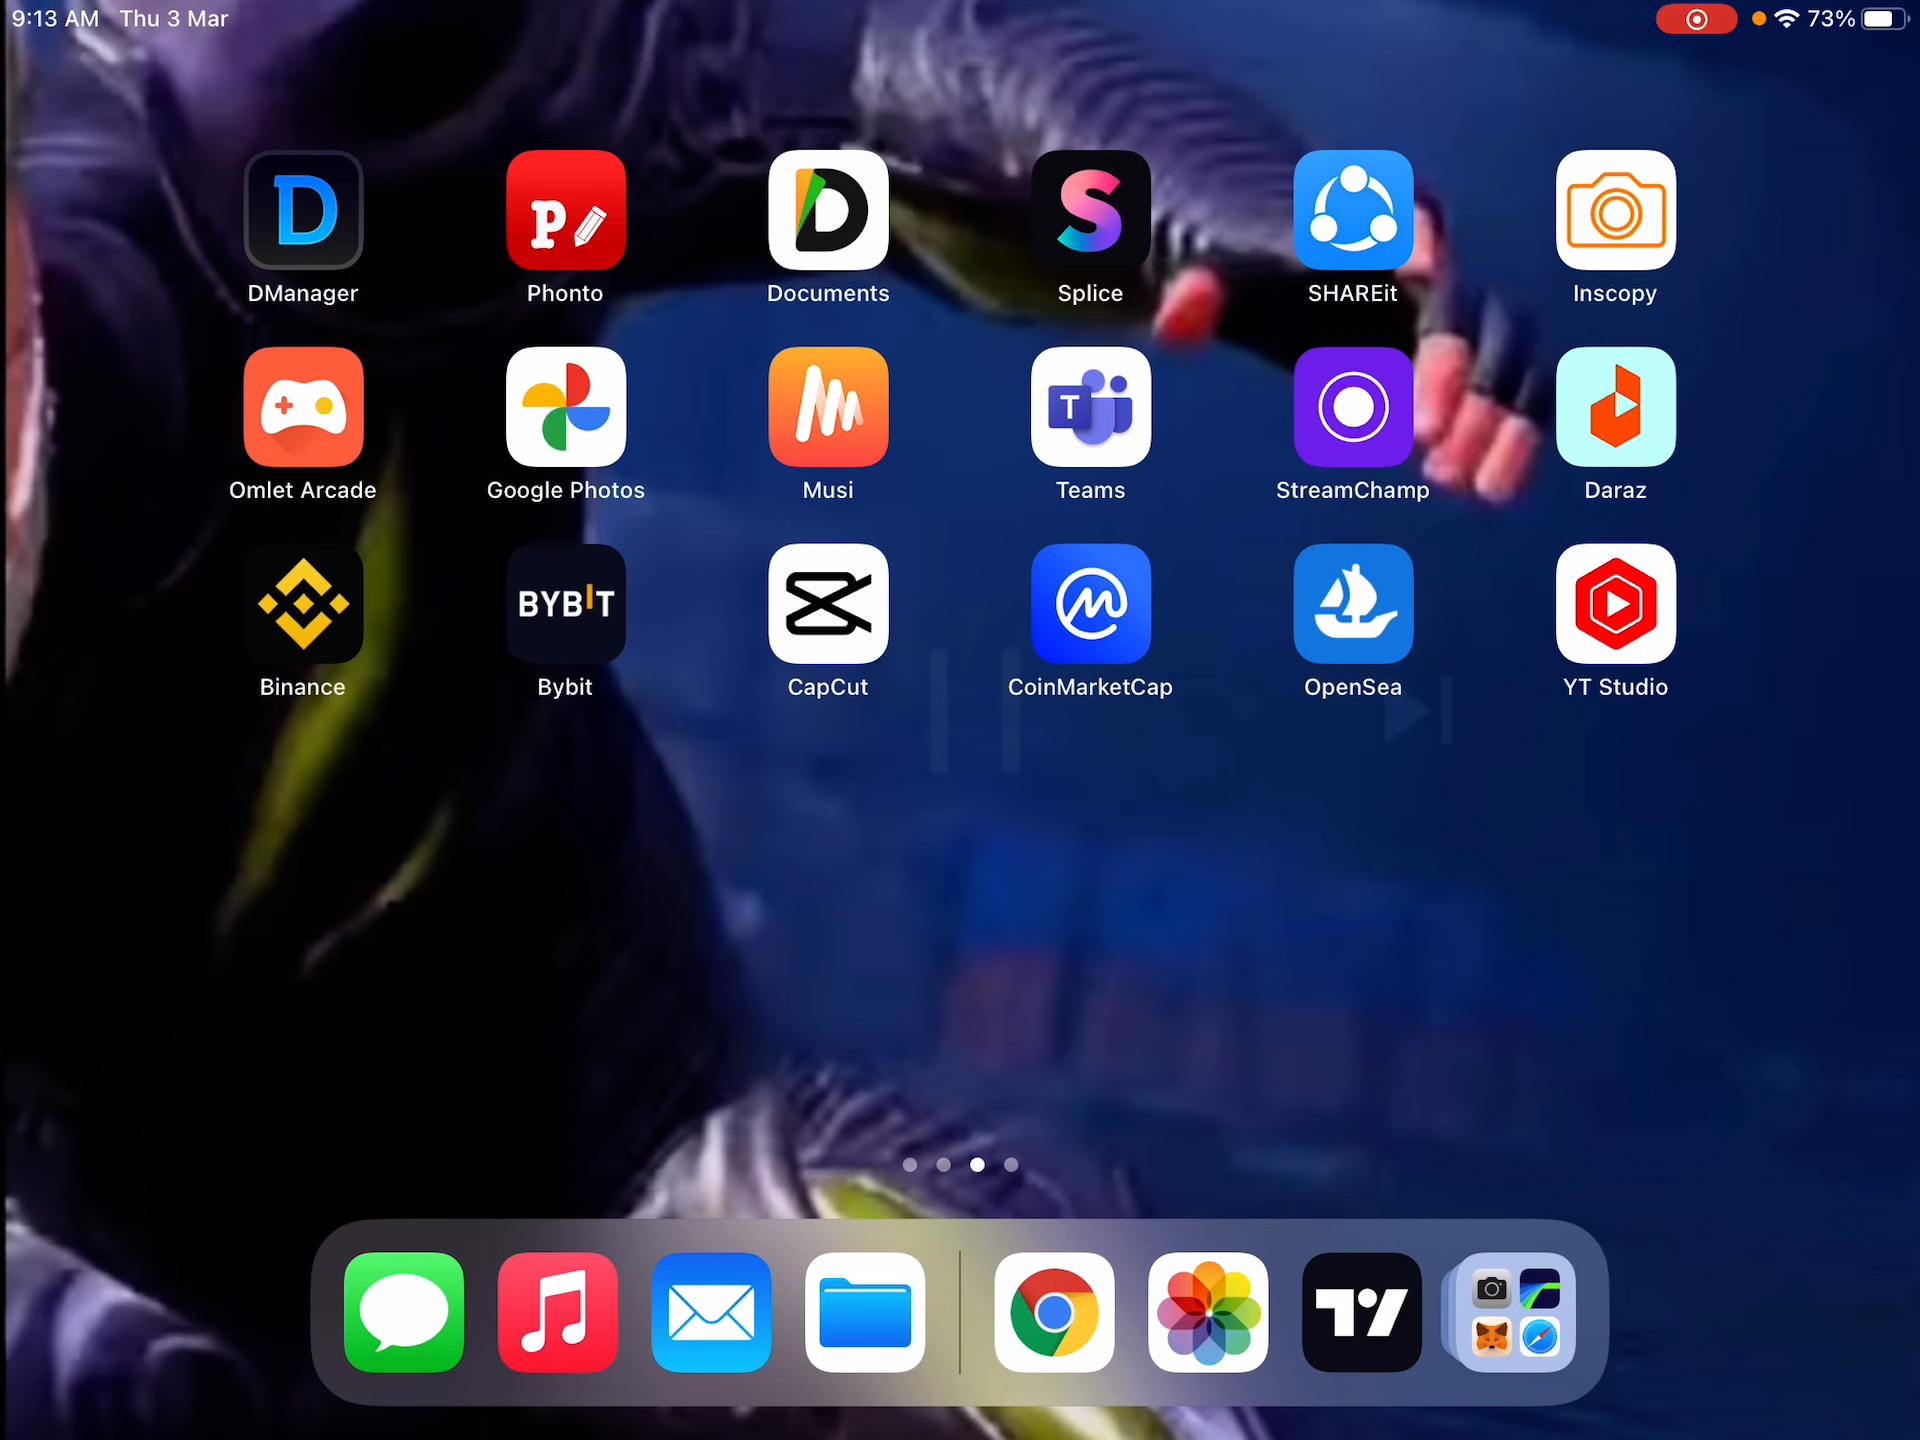 9:13 AM Thu 3 Mar 73%
D P D S
DManager Phonto Documents Splice SHAREit Inscopy
T
Omlet Arcade Google Photos Musi Teams StreamChamp Daraz
BYBIT
Binance Bybit CapCut CoinMarketCap OpenSea YT Studio